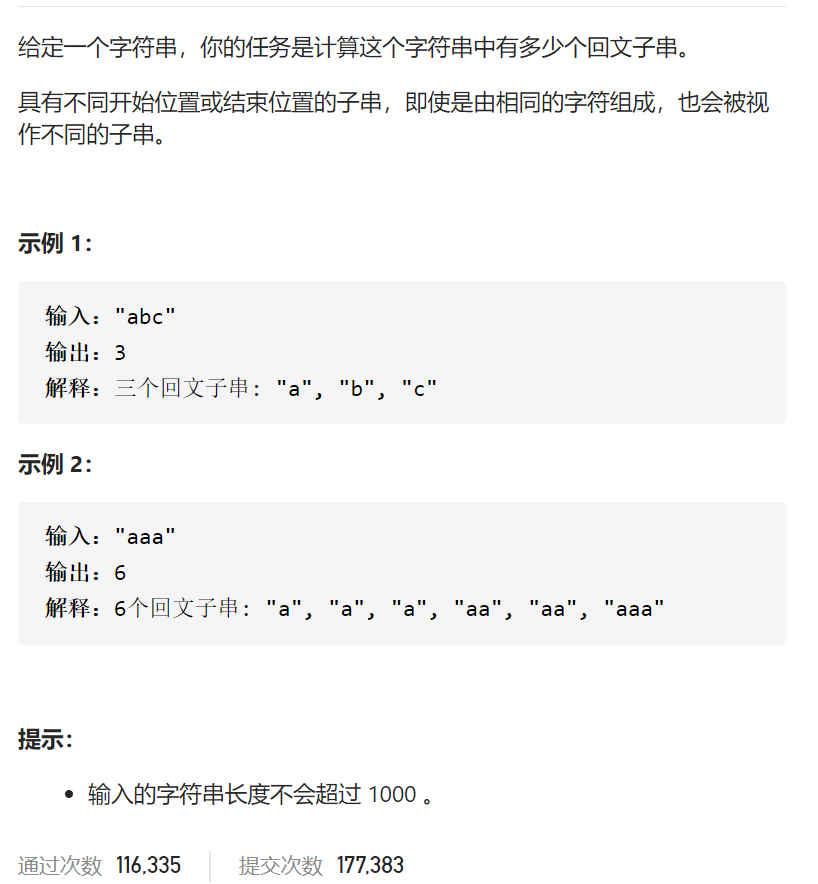 给定一个字符串，你的任务是计算这个字符串中有多少个回文子串。
具有不同开始位置或结束位置的子串，即使是由相同的字符组成，也会被视
作不同的子串。
示例 1：
输入："abc"
输出：3
解释：三个回文子串: "a", "b", "c"
示例 2：
输入："aaa"
输出：6
解释：6个回文子串: "a", "a", "a", "aa", "aa", "aaa"
提示：
• 输入的字符串长度不会超过 1000 。
通过次数 116,335 提交次数 177,383